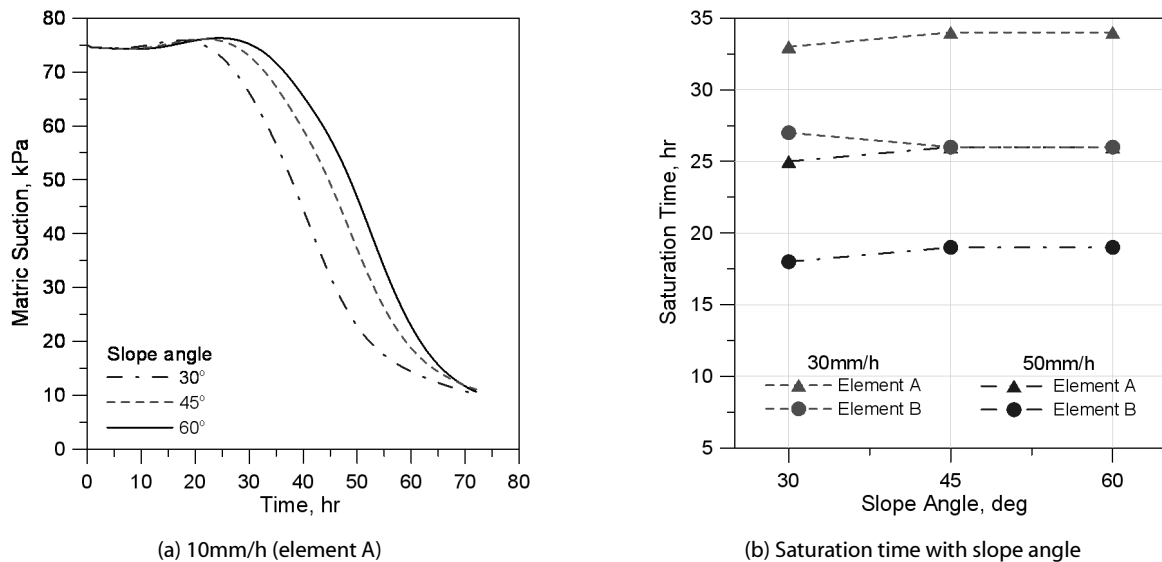 80
70
60
50
40
30
20
10
0
Matric Suction, kPa
Slope angle
30°
45°
60°
0 10 20 30 40 50 60 70 80
Time, hr
(a) 10mm/h (element A)
35
30
25
20
15
10
5
Saturation Time, hr
30mm/h
Element A
Element B
50mm/h
Element A
Element B
30 45 60
Slope Angle, deg
(b) Saturation time with slope angle